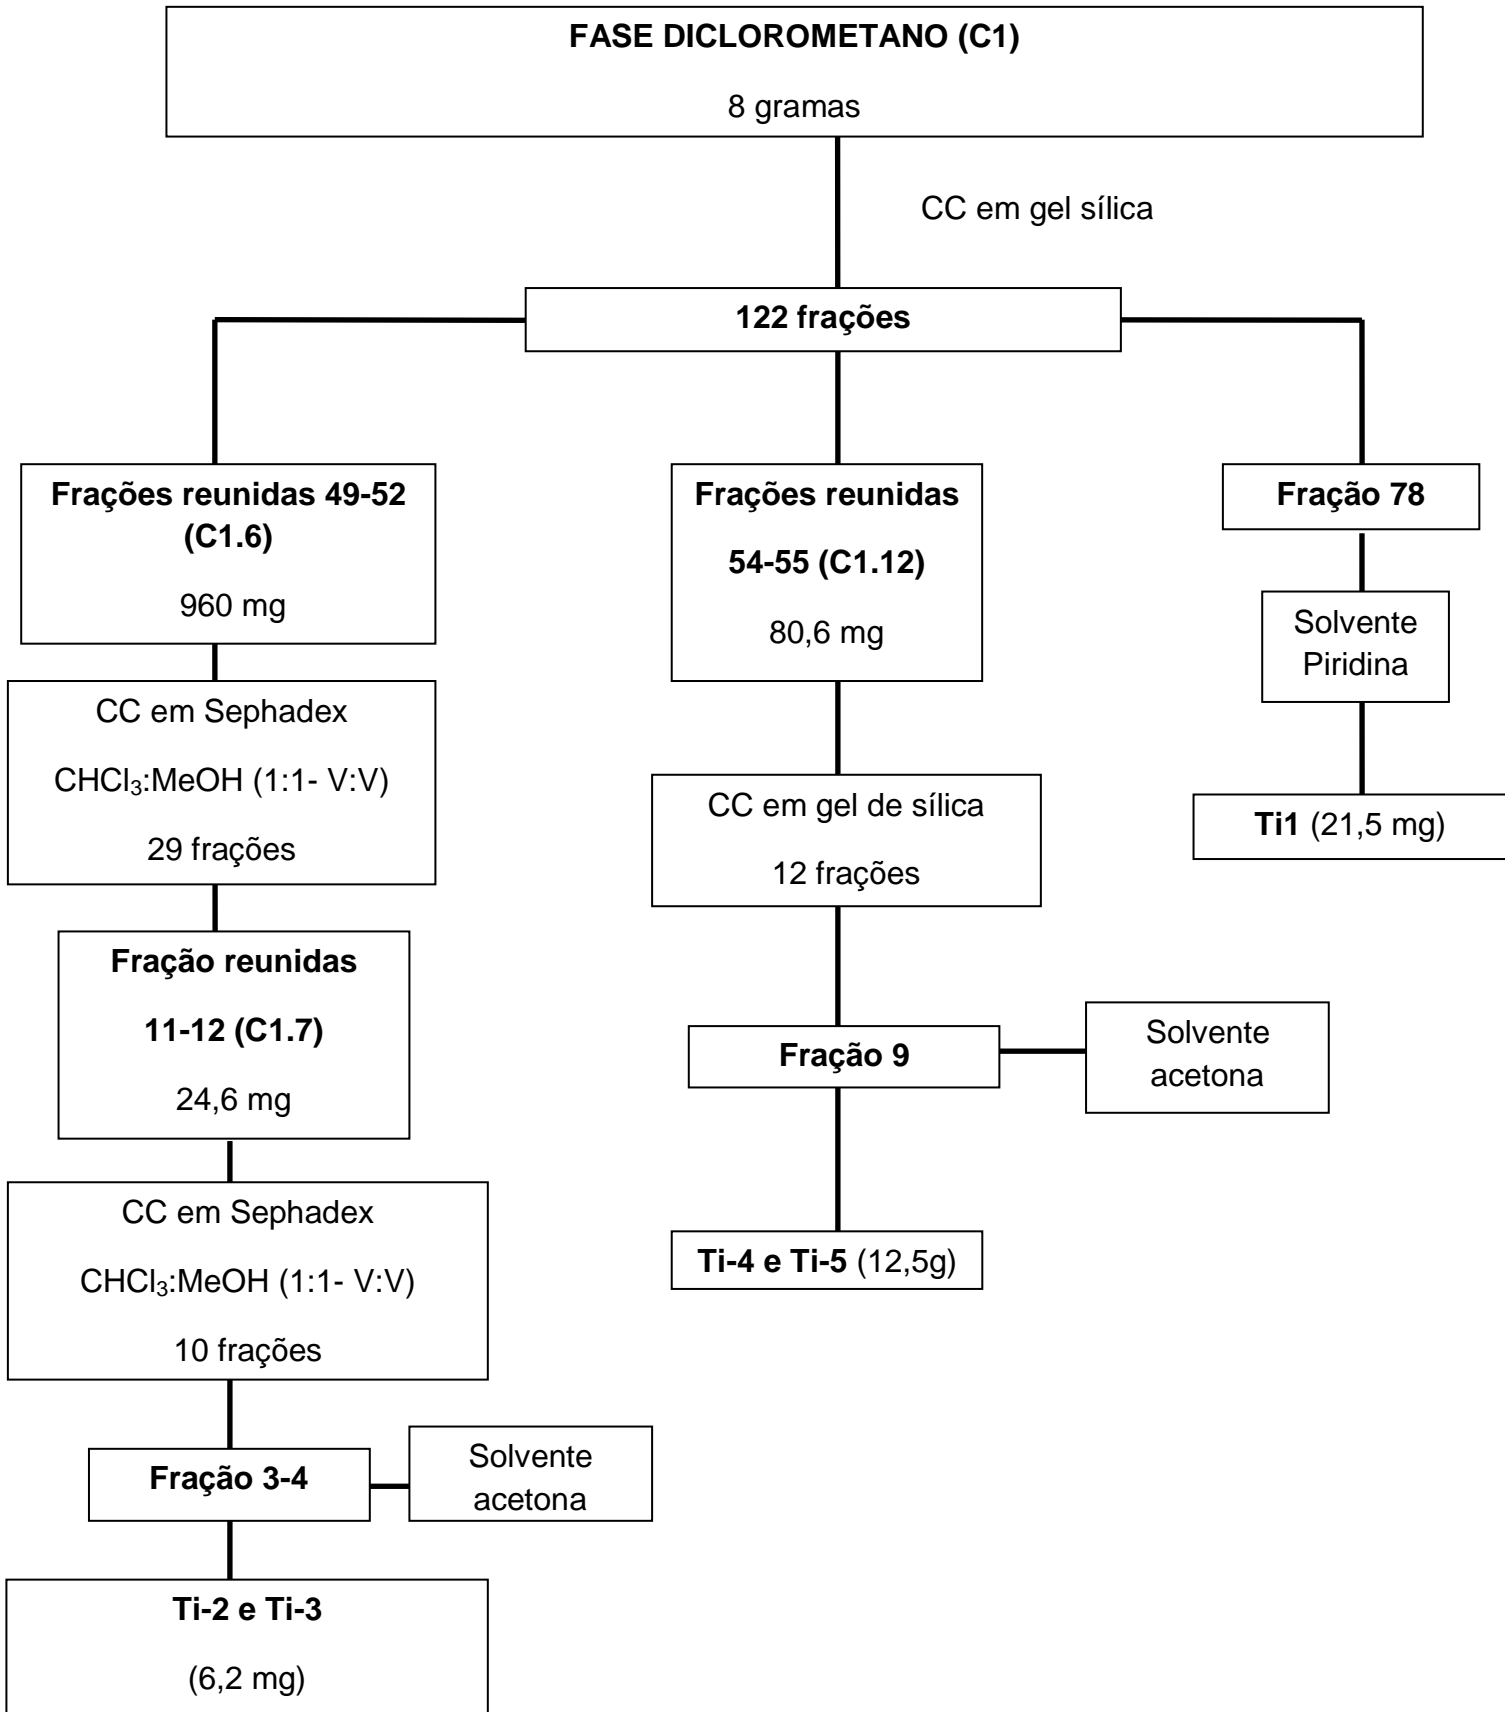 FASE DICLOROMETANO (C1)
8 gramas
CC em gel sílica
122 frações
Frações reunidas 49-52
(C1.6)
960 mg
CC em Sephadex
CHCl₃:MeOH (1:1- V:V)
29 frações
Fração reunidas
11-12 (C1.7)
24,6 mg
CC em Sephadex
CHCl₃:MeOH (1:1- V:V)
10 frações
Fração 3-4
Solvente
acetona
Ti-2 e Ti-3
(6,2 mg)
Frações reunidas
54-55 (C1.12)
80,6 mg
CC em gel de sílica
12 frações
Fração 9
Solvente
acetona
Ti-4 e Ti-5 (12,5g)
Fração 78
Solvente
Piridina
Ti1 (21,5 mg)